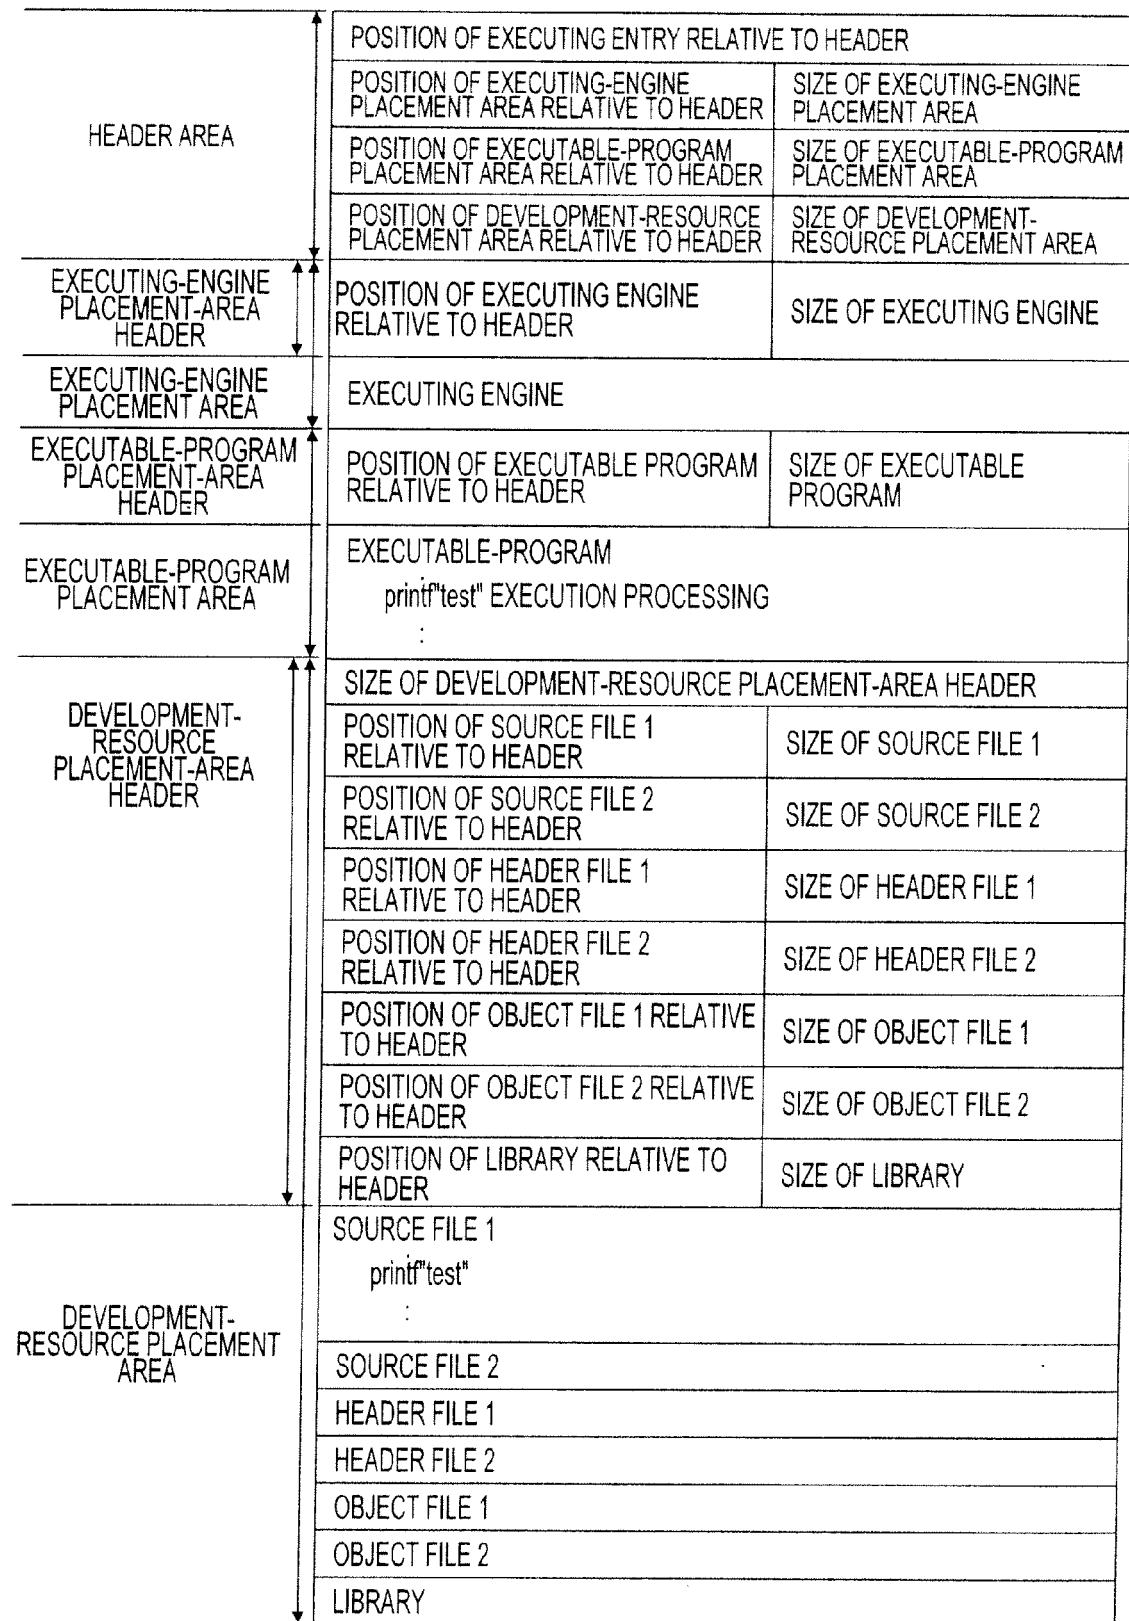 POSITION OF EXECUTING ENTRY RELATIVE TO HEADER
HEADER AREA
POSITION OF EXECUTING-ENGINE
PLACEMENT AREA RELATIVE TO HEADER
SIZE OF EXECUTING-ENGINE
PLACEMENT AREA
POSITION OF EXECUTABLE-PROGRAM
PLACEMENT AREA RELATIVE TO HEADER
SIZE OF EXECUTABLE-PROGRAM
PLACEMENT AREA
POSITION OF DEVELOPMENT-RESOURCE
PLACEMENT AREA RELATIVE TO HEADER
SIZE OF DEVELOPMENT-
RESOURCE PLACEMENT AREA
EXECUTING-ENGINE
PLACEMENT-AREA
HEADER
POSITION OF EXECUTING ENGINE
RELATIVE TO HEADER
SIZE OF EXECUTING ENGINE
EXECUTING-ENGINE
PLACEMENT AREA
EXECUTING ENGINE
EXECUTABLE-PROGRAM
PLACEMENT-AREA
HEADER
POSITION OF EXECUTABLE PROGRAM
RELATIVE TO HEADER
SIZE OF EXECUTABLE
PROGRAM
EXECUTABLE-PROGRAM
PLACEMENT AREA
EXECUTABLE-PROGRAM
printf"test" EXECUTION PROCESSING
:
DEVELOPMENT-
RESOURCE
PLACEMENT-AREA
HEADER
SIZE OF DEVELOPMENT-RESOURCE PLACEMENT-AREA HEADER
POSITION OF SOURCE FILE 1
RELATIVE TO HEADER
SIZE OF SOURCE FILE 1
POSITION OF SOURCE FILE 2
RELATIVE TO HEADER
SIZE OF SOURCE FILE 2
POSITION OF HEADER FILE 1
RELATIVE TO HEADER
SIZE OF HEADER FILE 1
POSITION OF HEADER FILE 2
RELATIVE TO HEADER
SIZE OF HEADER FILE 2
POSITION OF OBJECT FILE 1 RELATIVE
TO HEADER
SIZE OF OBJECT FILE 1
POSITION OF OBJECT FILE 2 RELATIVE
TO HEADER
SIZE OF OBJECT FILE 2
POSITION OF LIBRARY RELATIVE TO
HEADER
SIZE OF LIBRARY
DEVELOPMENT-
RESOURCE PLACEMENT
AREA
SOURCE FILE 1
printf"test"
:
SOURCE FILE 2
HEADER FILE 1
HEADER FILE 2
OBJECT FILE 1
OBJECT FILE 2
LIBRARY